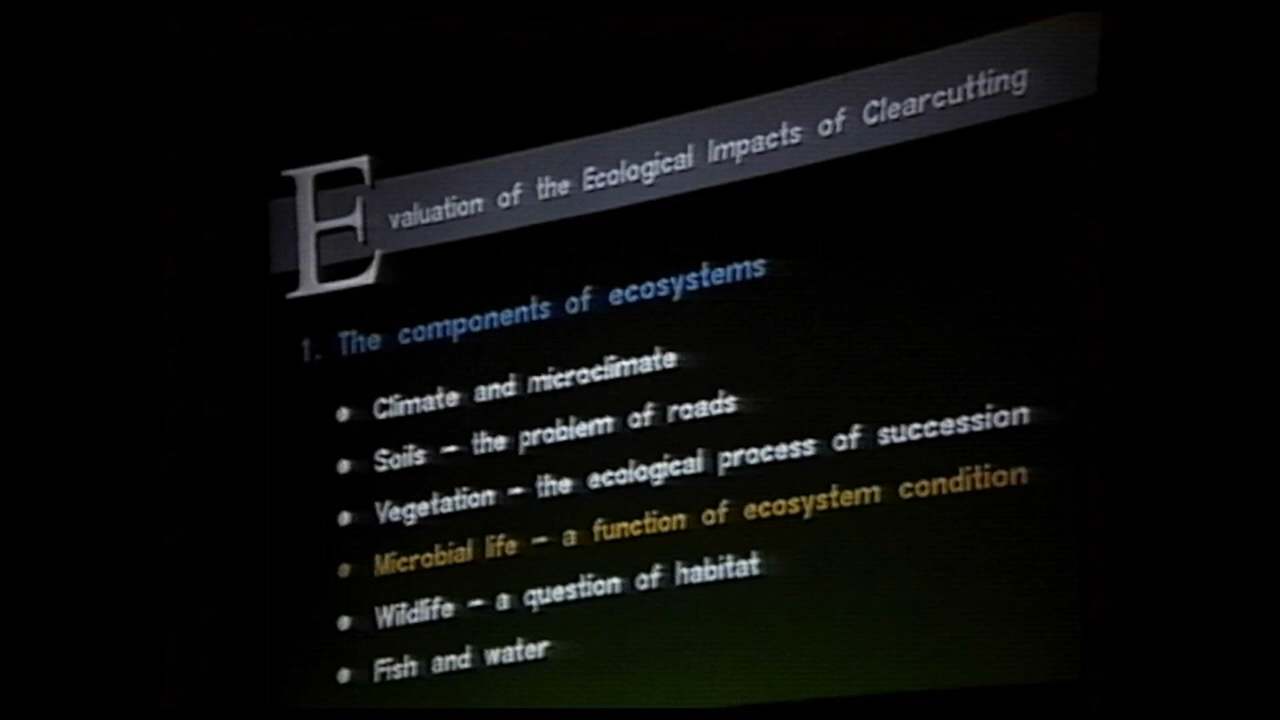 Evaluation of the Ecological Impacts of Clearcutting
1. The components of ecosystems
• Climate and microclimate
• Soils – the problem of roads
• Vegetation – the ecological process of succession
• Microbial life – a function of ecosystem condition
• Wildlife – a question of habitat
• Fish and water